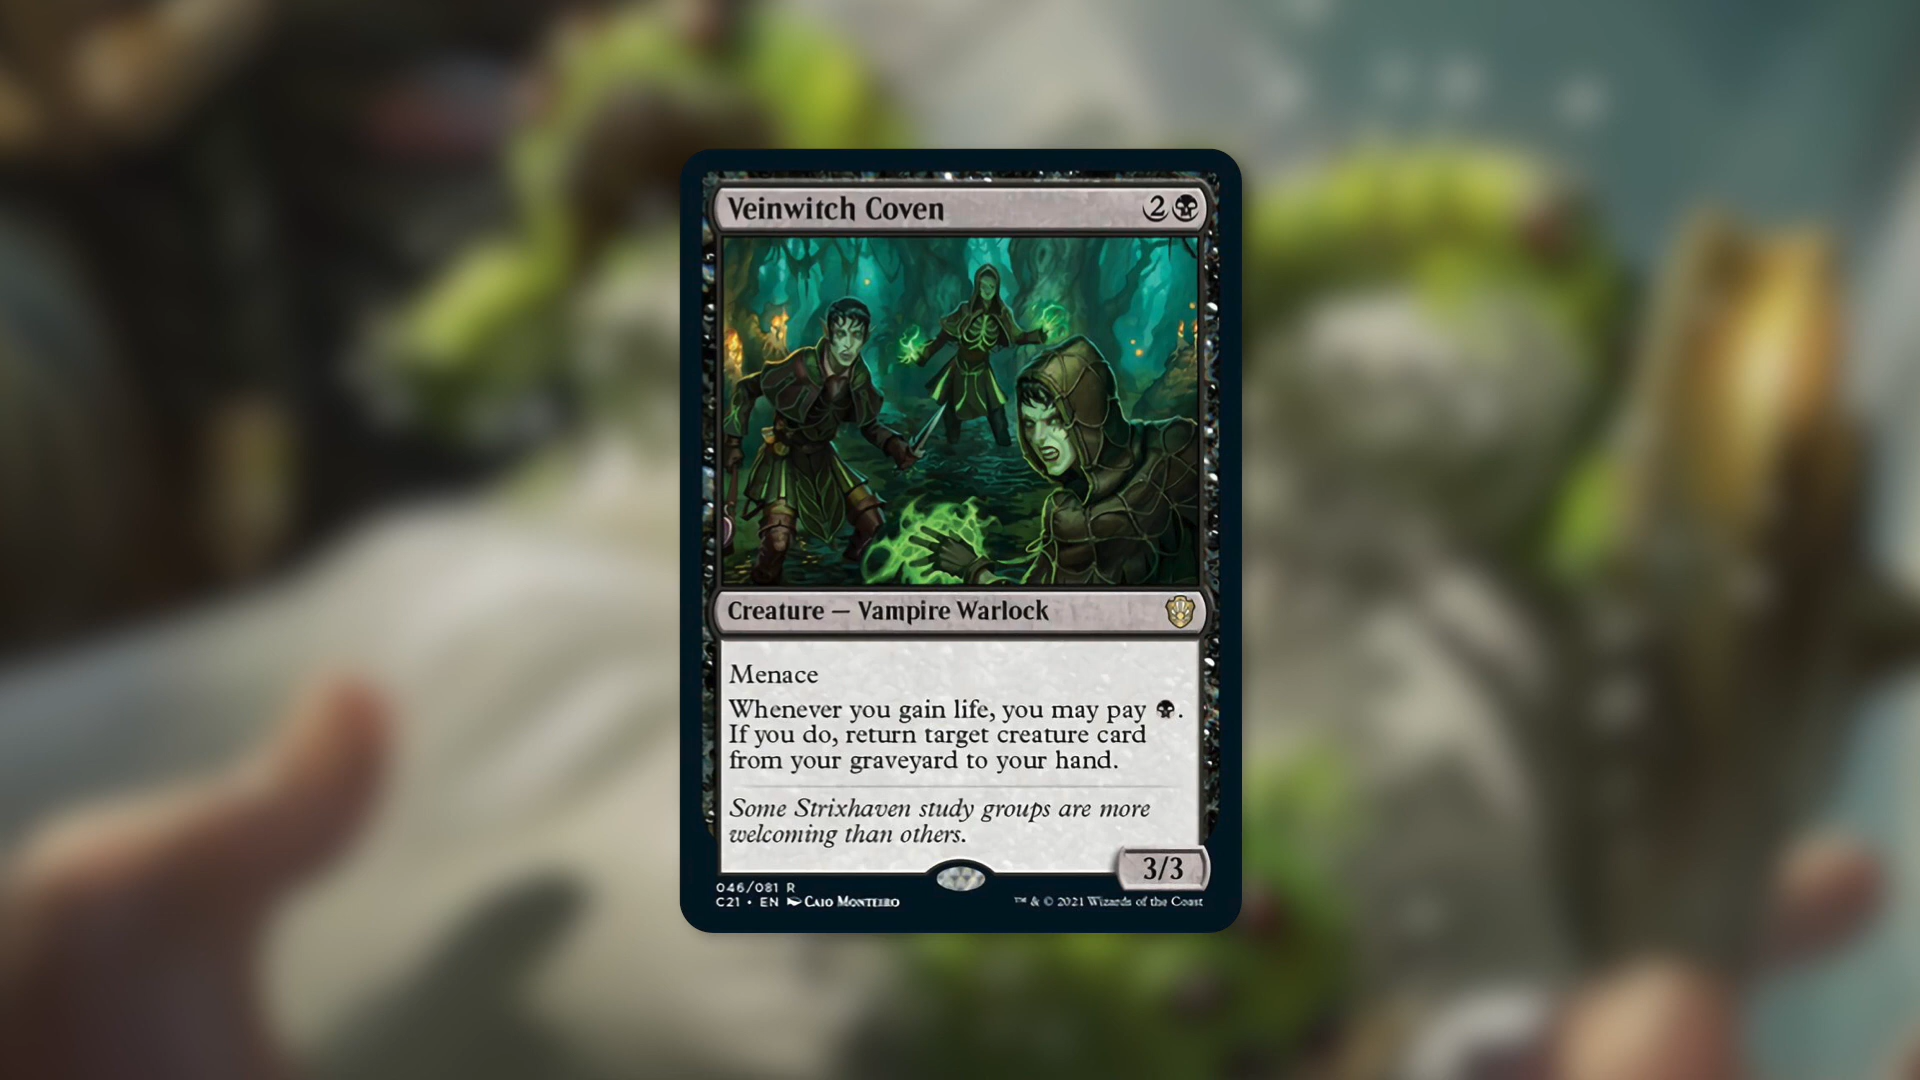 Veinwitch Coven 2
Creature — Vampire Warlock
Menace
Whenever you gain life, you may pay .
If you do, return target creature card
from your graveyard to your hand.
Some Strixhaven study groups are more
welcoming than others.
3/3
046/081 R
C21 • EN Caio Monteiro
™ & © 2021 Wizards of the Coast